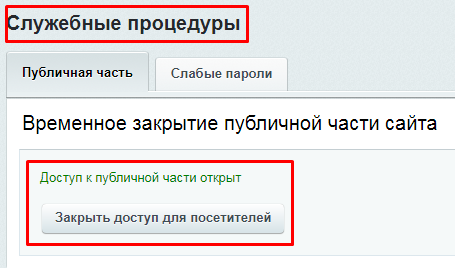 Служебные процедуры
Публичная часть
Слабые пароли
Временное закрытие публичной части сайта
Доступ к публичной части открыт
Закрыть доступ для посетителей